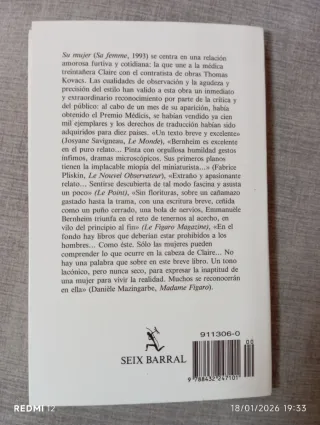 Su mujer (Sa femme, 1993) se centra en una relación
amorosa furtiva y cotidiana: la que une a la médica
treintañera Claire con el contratista de obras Thomas
Kovacs. Las cualidades de observación y la agudeza y
precisión del estilo han valido a esta obra un inmediato
y extraordinario reconocimiento por parte de la crítica y
del público: al cabo de un mes de su aparición, había
obtenido el Premio Médicis, se habían vendido ya cien
mil ejemplares y los derechos de traducción habían sido
adquiridos para diez países. «Un texto breve y excelente»
(Josyane Savigneau, Le Monde), «Bernheim es excelente
en el puro relato... Pinta con orgullosa humildad gestos
ínfimos, dramas microscópicos. Sus primeros planos
tienen la implacable miopía del miniaturista...» (Fabrice
Pliskin, Le Nouvel Observateur), «Extraño y apasionante
relato... Sentirse descubierta de tal modo fascina y asusta
un poco» (Le Point), «Sin florituras, sobre un cañamazo
gastado hasta la trama, con una escritura breve, ceñida
como un puño cerrado, una bola de nervios, Emmanuèle
Bernheim triunfa en el reto de tenernos al acecho, en
vilo del principio al fin» (Le Figaro Magazine), «En el
fondo hay libros que deberían estar prohibidos a los
hombres... Como éste. Sólo las mujeres pueden
comprender lo que ocurre en la cabeza de Claire... No
hay una palabra que sobre en este breve libro. Un tono
lacónico, pero nunca seco, para expresar la inaptitud de
una mujer para vivir la realidad. Muchos se reconocerán
en ella» (Danièle Mazingarbe, Madame Figaro).
911306-0
00
SEIX BARRAL
9 788432 247101
REDMI 12
18/01/2026 19:33